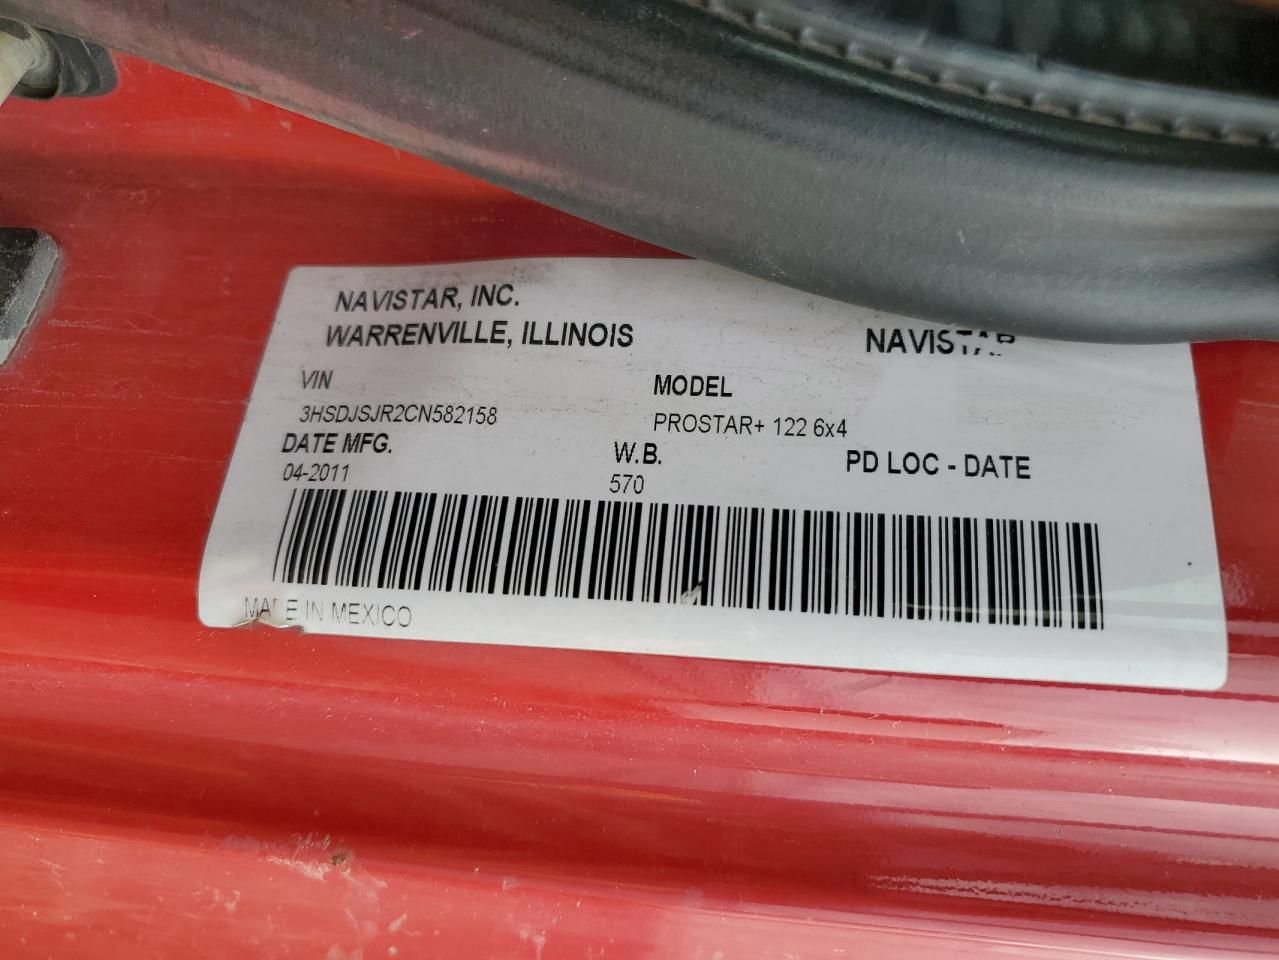 NAVISTAR, INC.
WARRENVILLE, ILLINOIS
NAVISTAR
VIN
MODEL
3HSDJSJR2CN582158
PROSTAR+ 122 6x4
DATE MFG.
W.B.
PD LOC - DATE
04-2011
570
MADE IN MEXICO